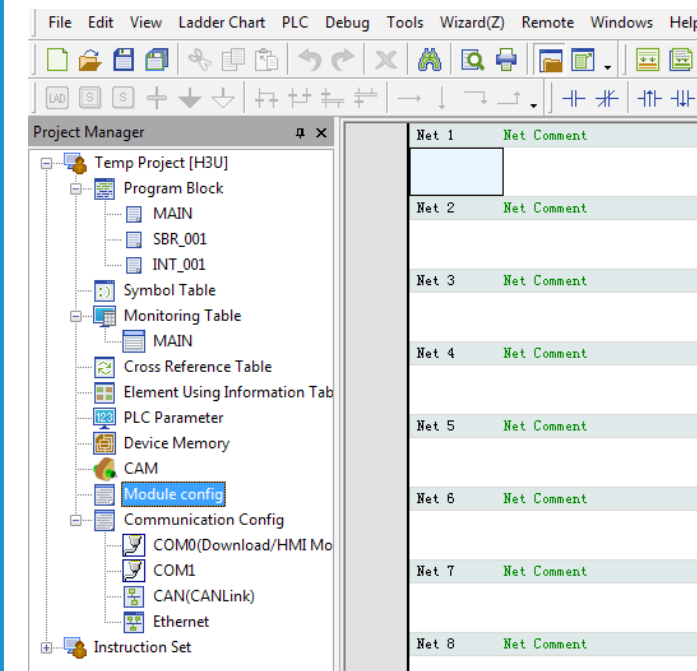 File Edit View Ladder Chart PLC Debug Tools Wizard(Z) Remote Windows Help
LAD S S
Project Manager
Temp Project [H3U]
Program Block
MAIN
SBR_001
INT_001
Symbol Table
Monitoring Table
MAIN
Cross Reference Table
Element Using Information Tab
123 PLC Parameter
Device Memory
CAM
Module config
Communication Config
COM0(Download/HMI Mo
COM1
CAN(CANLink)
Ethernet
Instruction Set
Net 1 Net Comment
Net 2 Net Comment
Net 3 Net Comment
Net 4 Net Comment
Net 5 Net Comment
Net 6 Net Comment
Net 7 Net Comment
Net 8 Net Comment